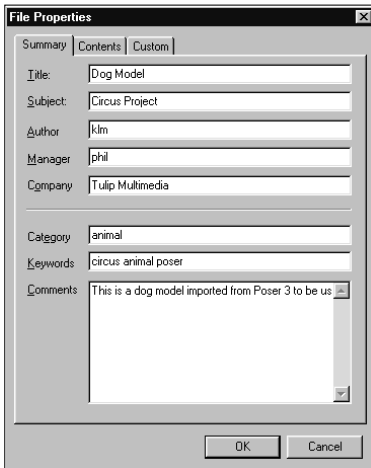 File Properties
Summary Contents Custom
Title: Dog Model
Subject: Circus Project
Author klm
Manager phil
Company Tulip Multimedia
Category animal
Keywords circus animal poser
Comments This is a dog model imported from Poser 3 to be us
OK Cancel